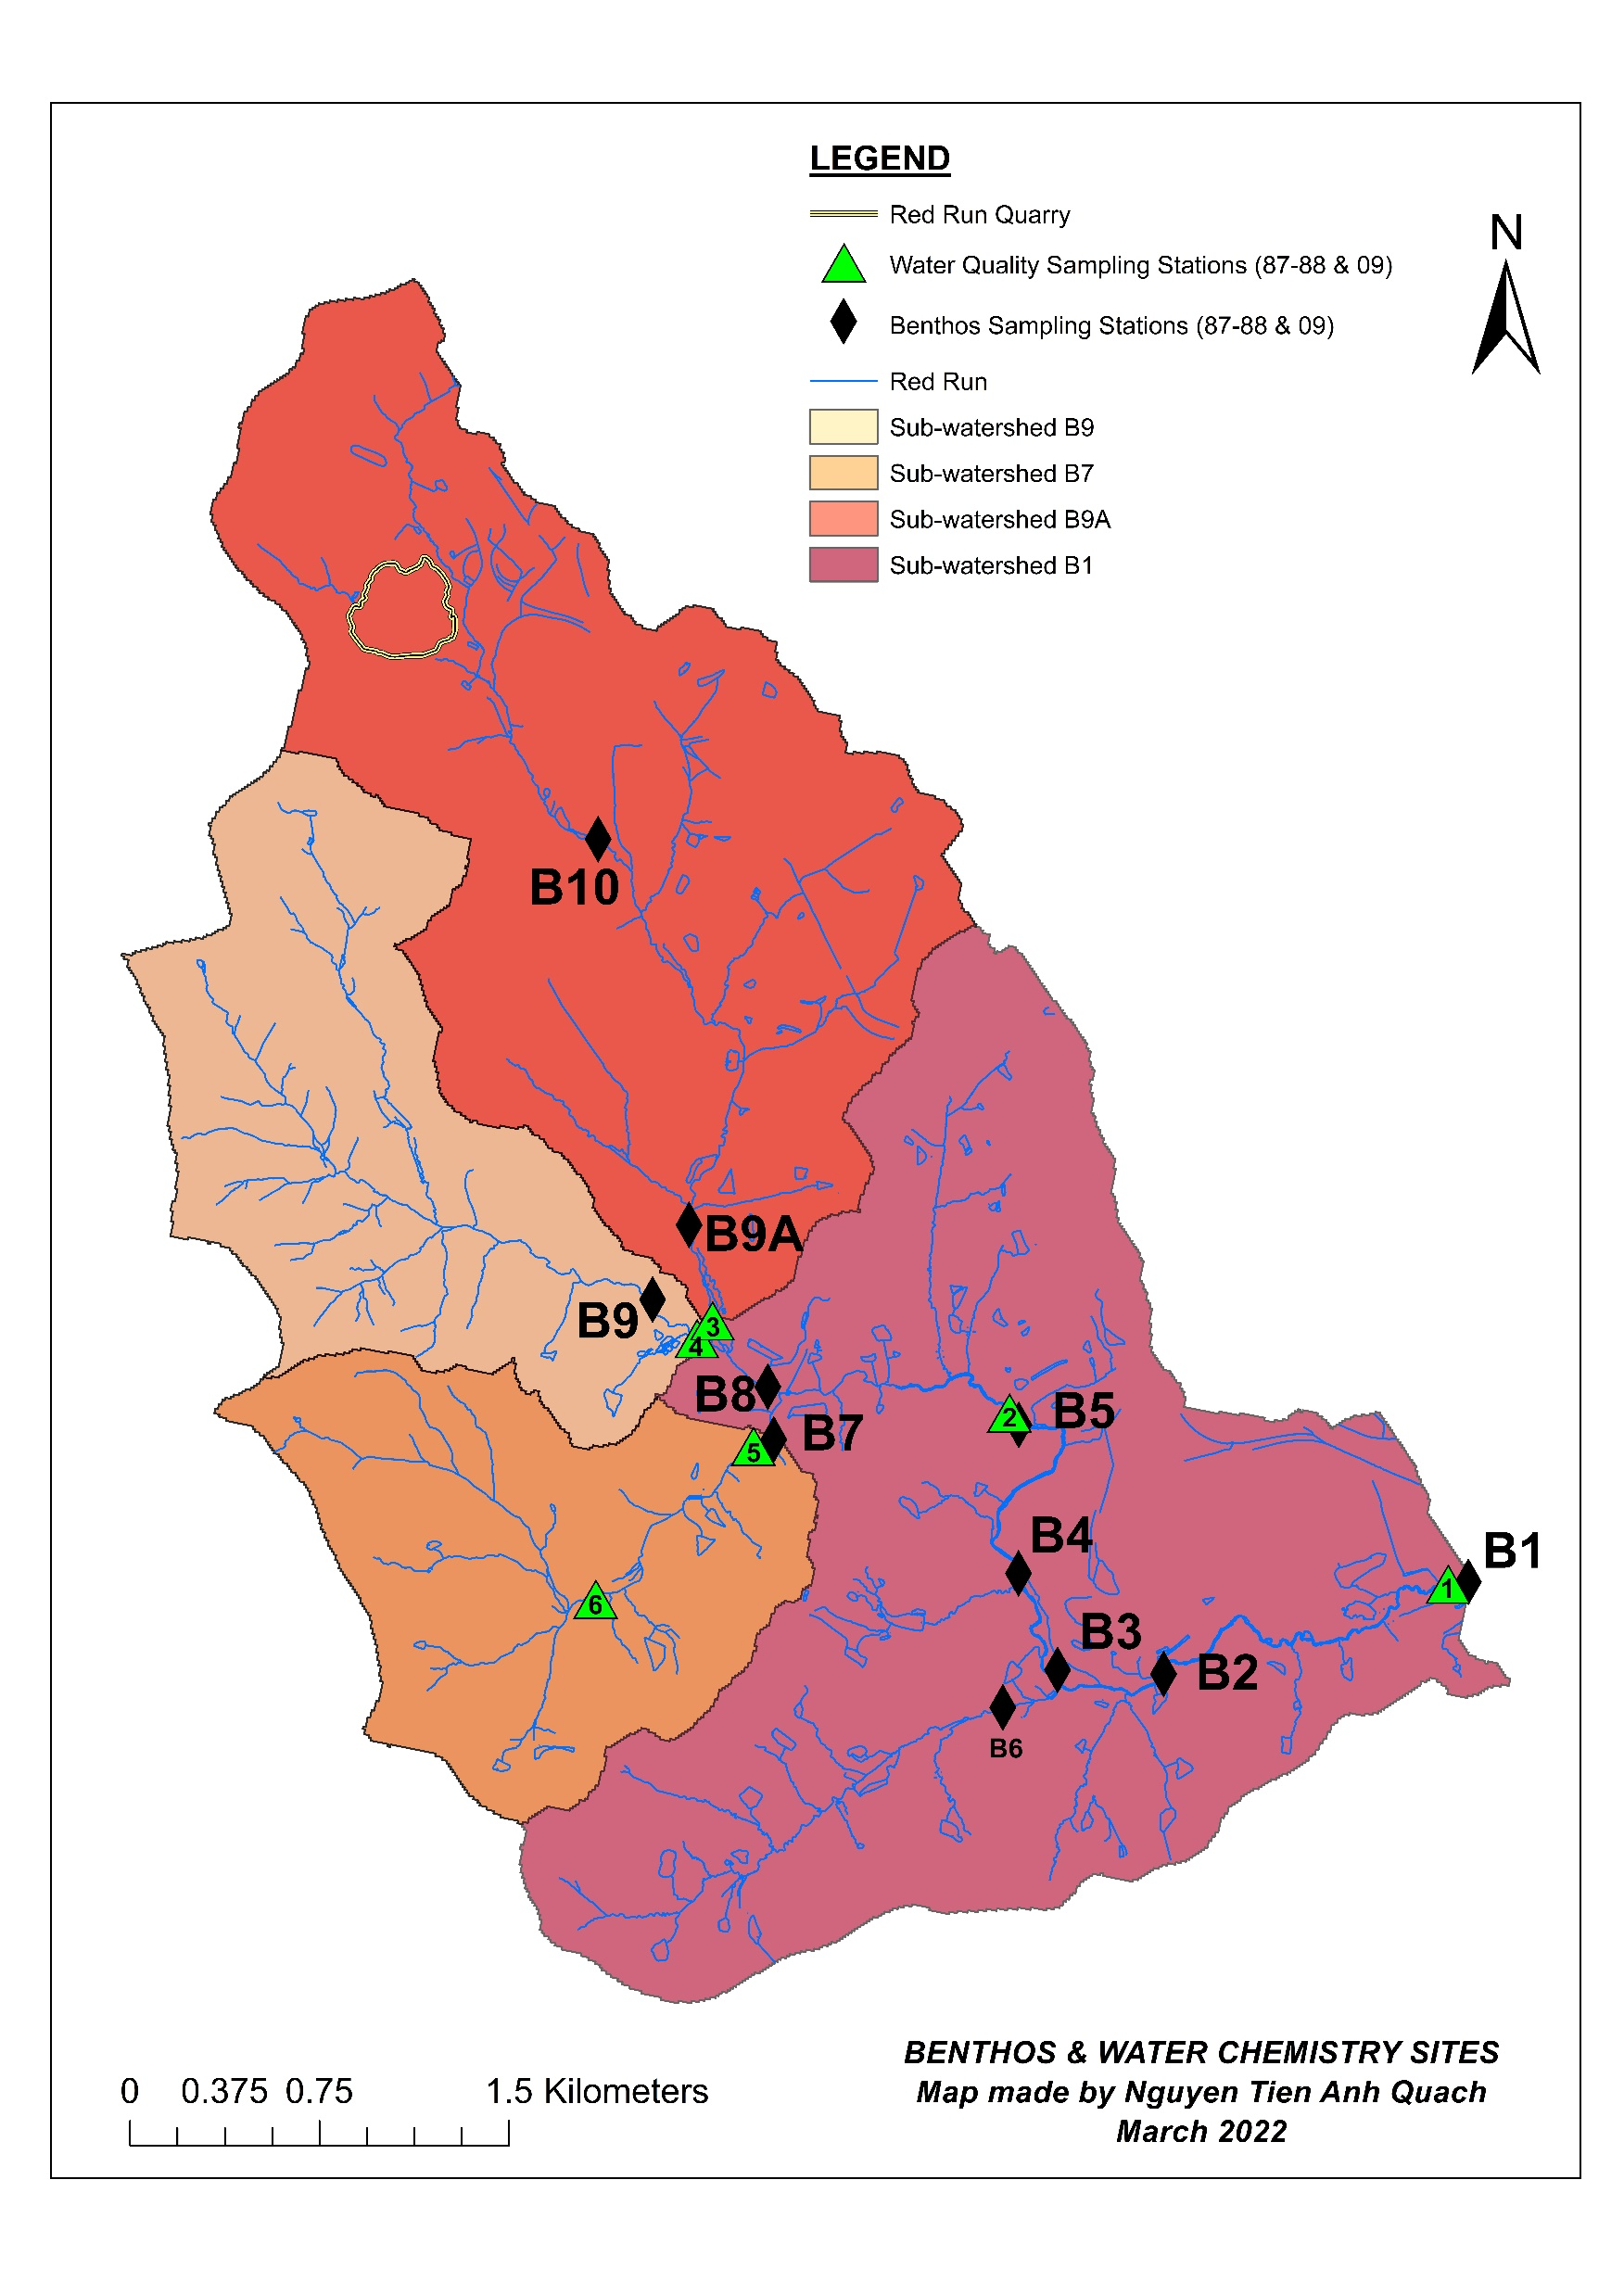 LEGEND
Red Run Quarry
N
Water Quality Sampling Stations (87-88 & 09)
Benthos Sampling Stations (87-88 & 09)
Red Run
Sub-watershed B9
Sub-watershed B7
Sub-watershed B9A
Sub-watershed B1
B10
B9A
B9
3
4
B8
B5
2
B7
5
B4
B1
1
6
B3
B2
B6
BENTHOS & WATER CHEMISTRY SITES
Map made by Nguyen Tien Anh Quach
March 2022
0 0.375 0.75 1.5 Kilometers